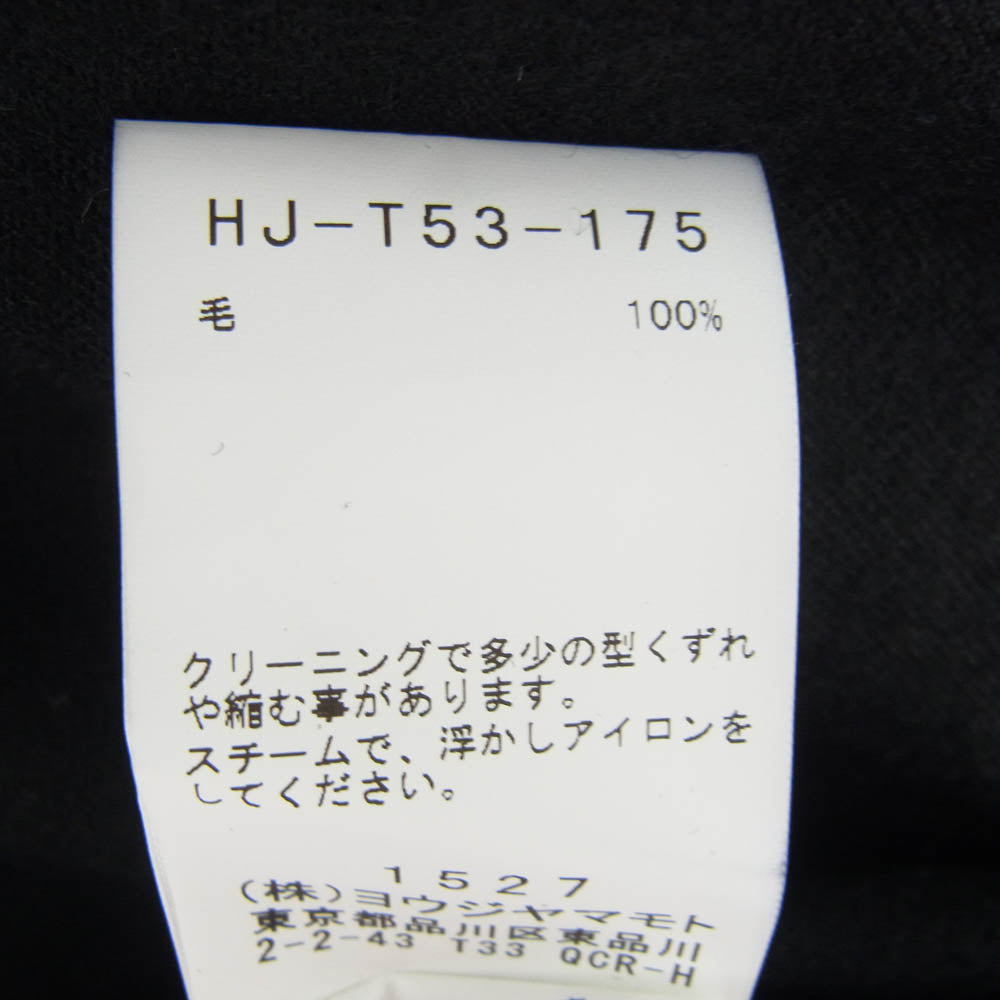 HJ-T53-175
毛 100%
クリーニングで多少の型くずれ
や縮む事があります。
スチームで、浮かしアイロンを
してください。
1527
(株)ヨウジヤマモト
東京都品川区東品川
2-2-43 T33 QCR-H